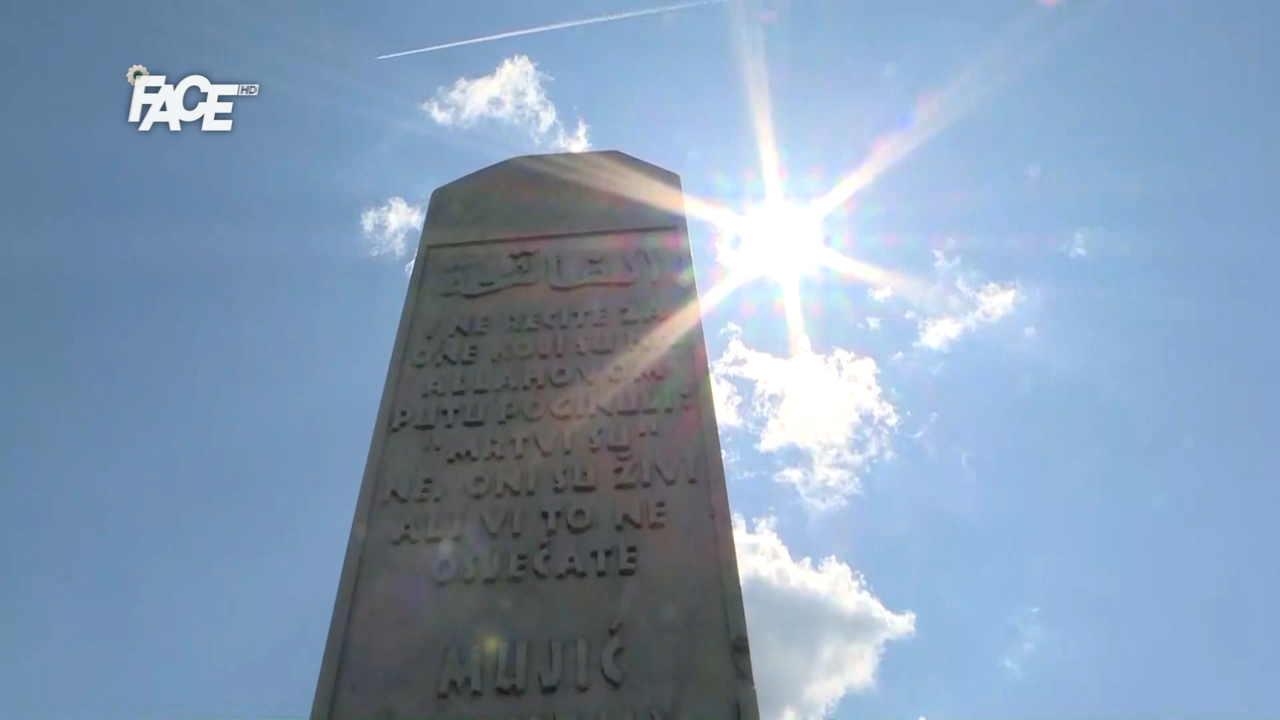 FACE HD
/NE RECITE ZA
ONE KOJI SU NA
ALLAHOVOM
PUTU POGINULI:
"MRTVI SU"
NE, ONI SU ŽIVI
ALI VI TO NE
OSJEĆATE
MUJIĆ